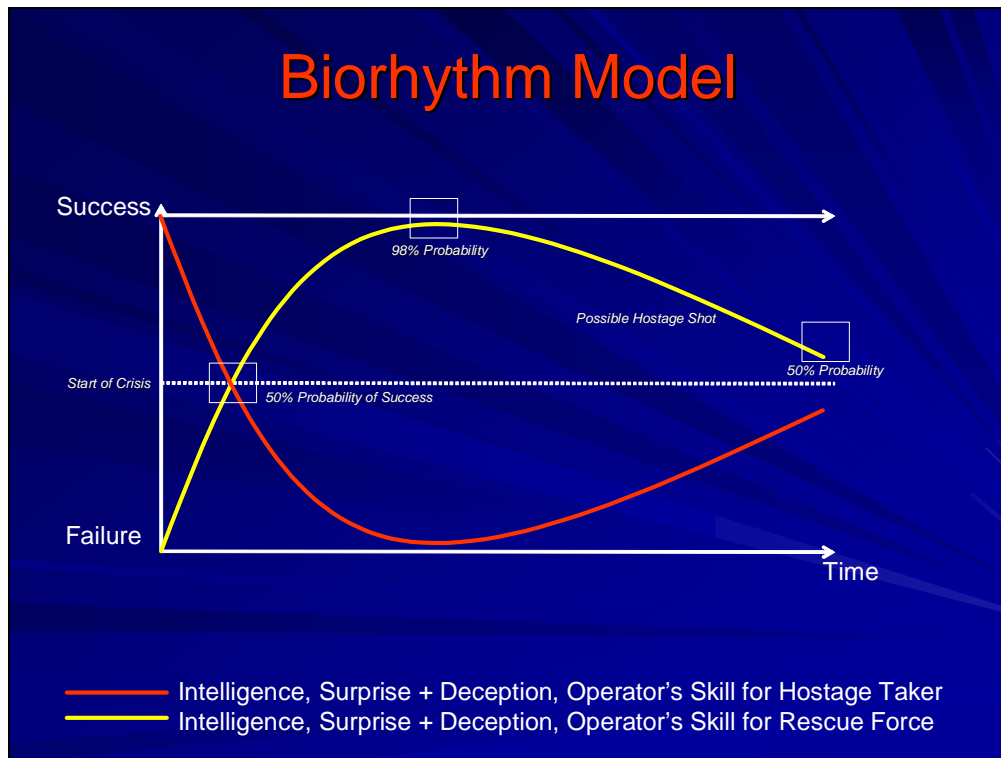 Biorhythm Model
Success
98% Probability
Possible Hostage Shot
50% Probability
Start of Crisis
50% Probability of Success
Failure
Time
Intelligence, Surprise + Deception, Operator's Skill for Hostage Taker
Intelligence, Surprise + Deception, Operator's Skill for Rescue Force